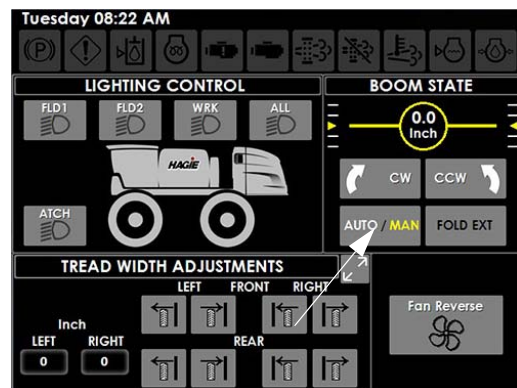 Tuesday 08:22 AM
LIGHTING CONTROL
FLD1 FLD2 WRK ALL
HAGIE
ATCH
BOOM STATE
0.0
Inch
CW CCW
AUTO / MAN FOLD EXT
TREAD WIDTH ADJUSTMENTS
LEFT FRONT RIGHT
Inch
LEFT RIGHT
0 0
REAR
Fan Reverse